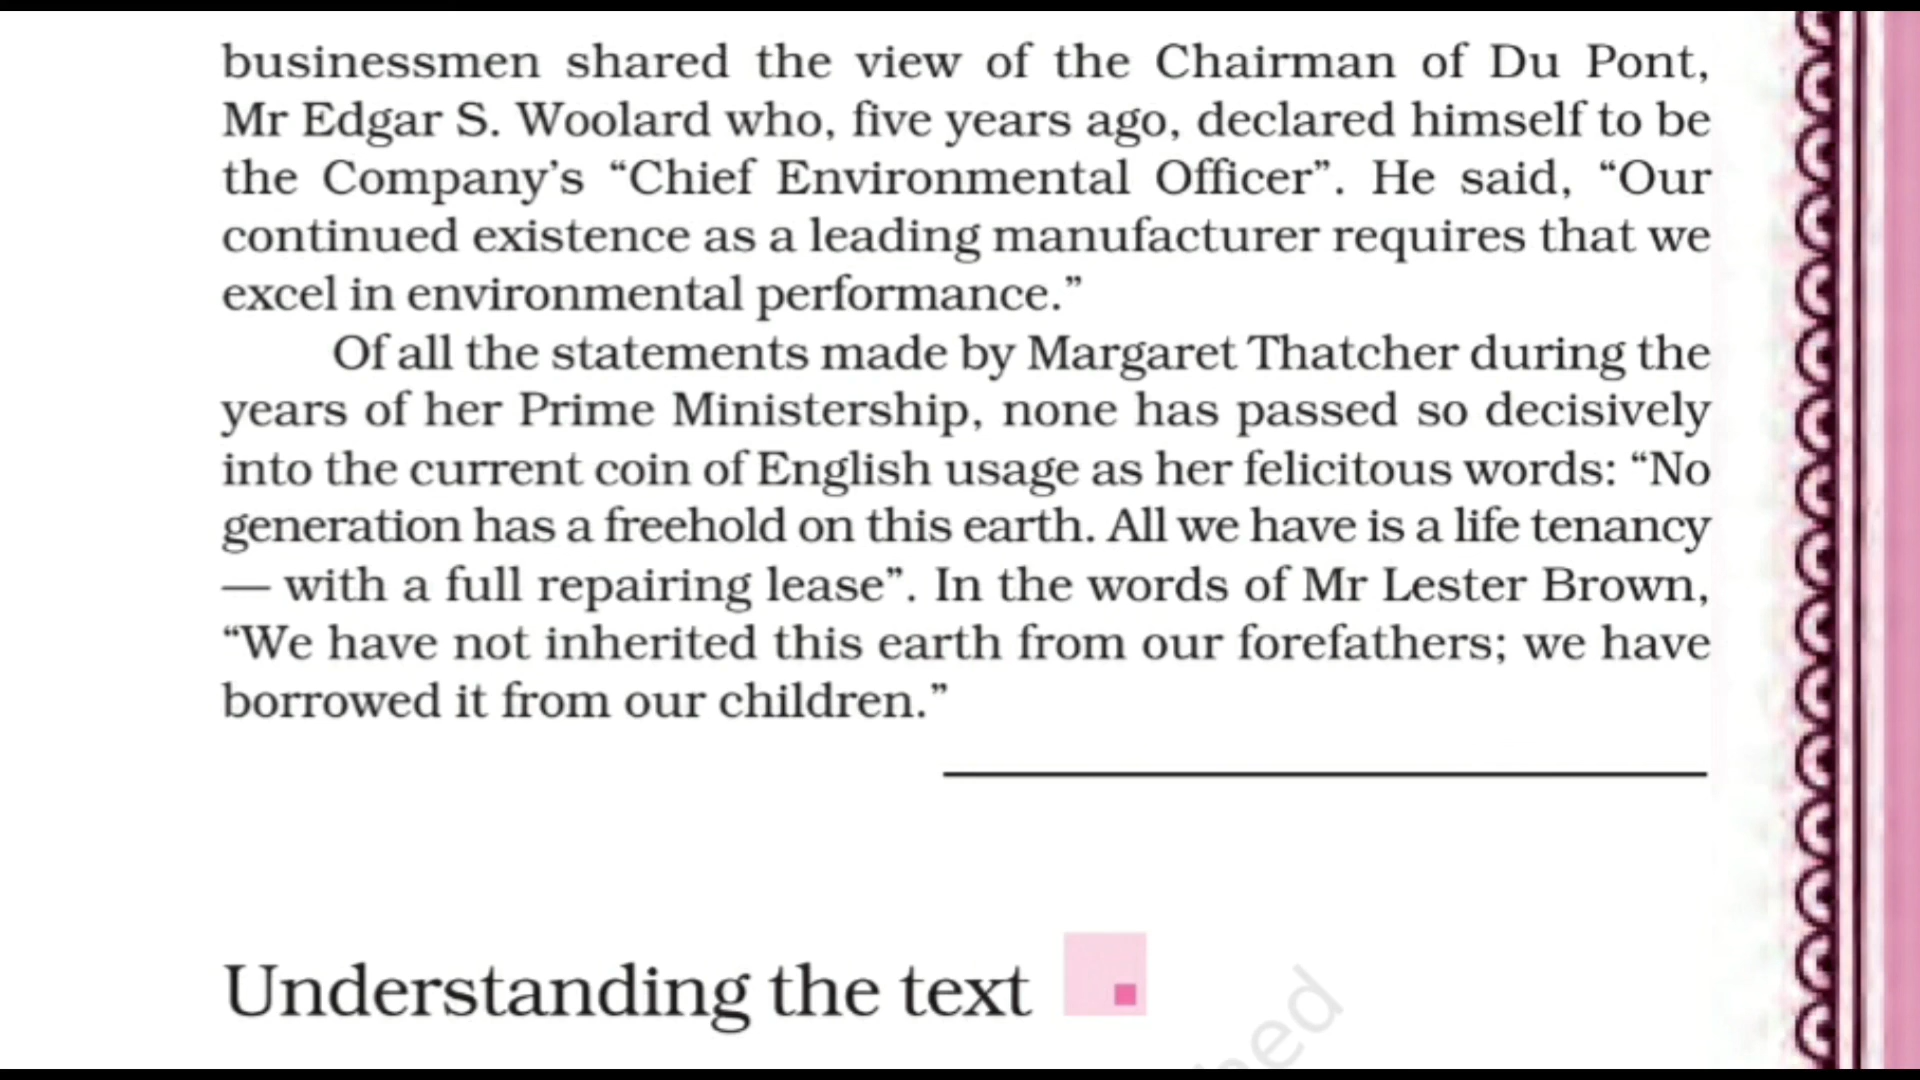 businessmen shared the view of the Chairman of Du Pont,
Mr Edgar S. Woolard who, five years ago, declared himself to be
the Company’s “Chief Environmental Officer”. He said, “Our
continued existence as a leading manufacturer requires that we
excel in environmental performance.”
Of all the statements made by Margaret Thatcher during the
years of her Prime Ministership, none has passed so decisively
into the current coin of English usage as her felicitous words: “No
generation has a freehold on this earth. All we have is a life tenancy
— with a full repairing lease”. In the words of Mr Lester Brown,
“We have not inherited this earth from our forefathers; we have
borrowed it from our children.”
Understanding the text